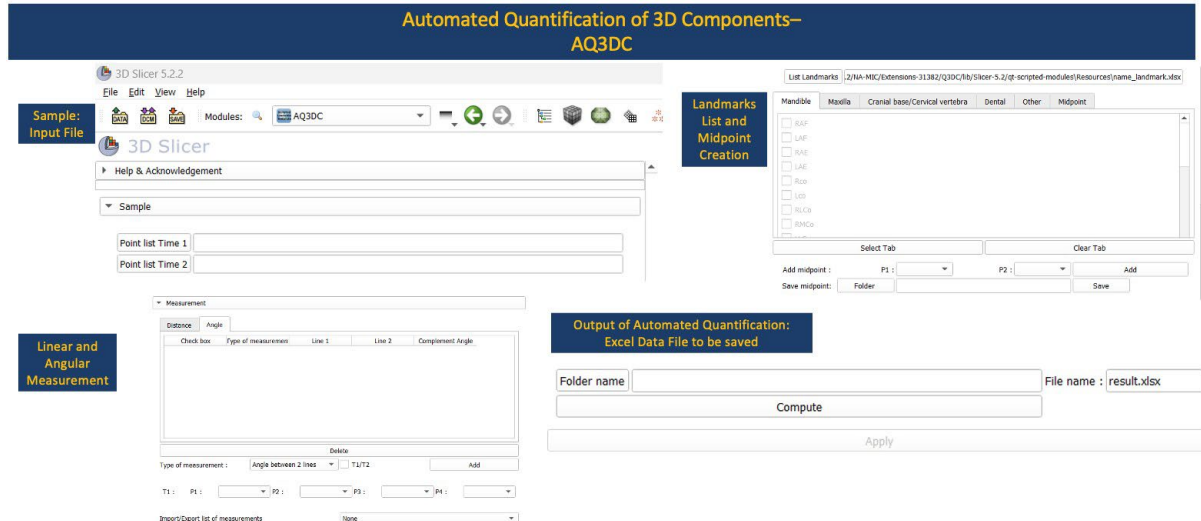 Automated Quantification of 3D Components–
AQ3DC
Sample:
Input File
3D Slicer 5.2.2
File Edit View Help
DATA DCM SAVE Modules: AQ3DC
3D Slicer
Help & Acknowledgement
Sample
Point list Time 1
Point list Time 2
Landmarks
List and
Midpoint
Creation
List Landmarks .2/NA-MIC/Extensions-31382/Q3DC/lib/Slicer-5.2/qt-scripted-modules\Resources\name_landmark.xlsx
Mandible Maxilla Cranial base/Cervical vertebra Dental Other Midpoint
RAF
LAF
RAE
LAE
Rco
Lco
RLCo
RMCo
Select Tab Clear Tab
Add midpoint : P1 : P2 : Add
Save midpoint: Folder Save
Linear and
Angular
Measurement
Measurement
Distance Angle
Check box Type of measuremen Line 1 Line 2 Complement Angle
Delete
Type of measurement : Angle between 2 lines T1/T2 Add
T1 : P1 : P2 : P3 : P4 :
Import/Export list of measurements None
Output of Automated Quantification:
Excel Data File to be saved
Folder name File name : result.xlsx
Compute
Apply